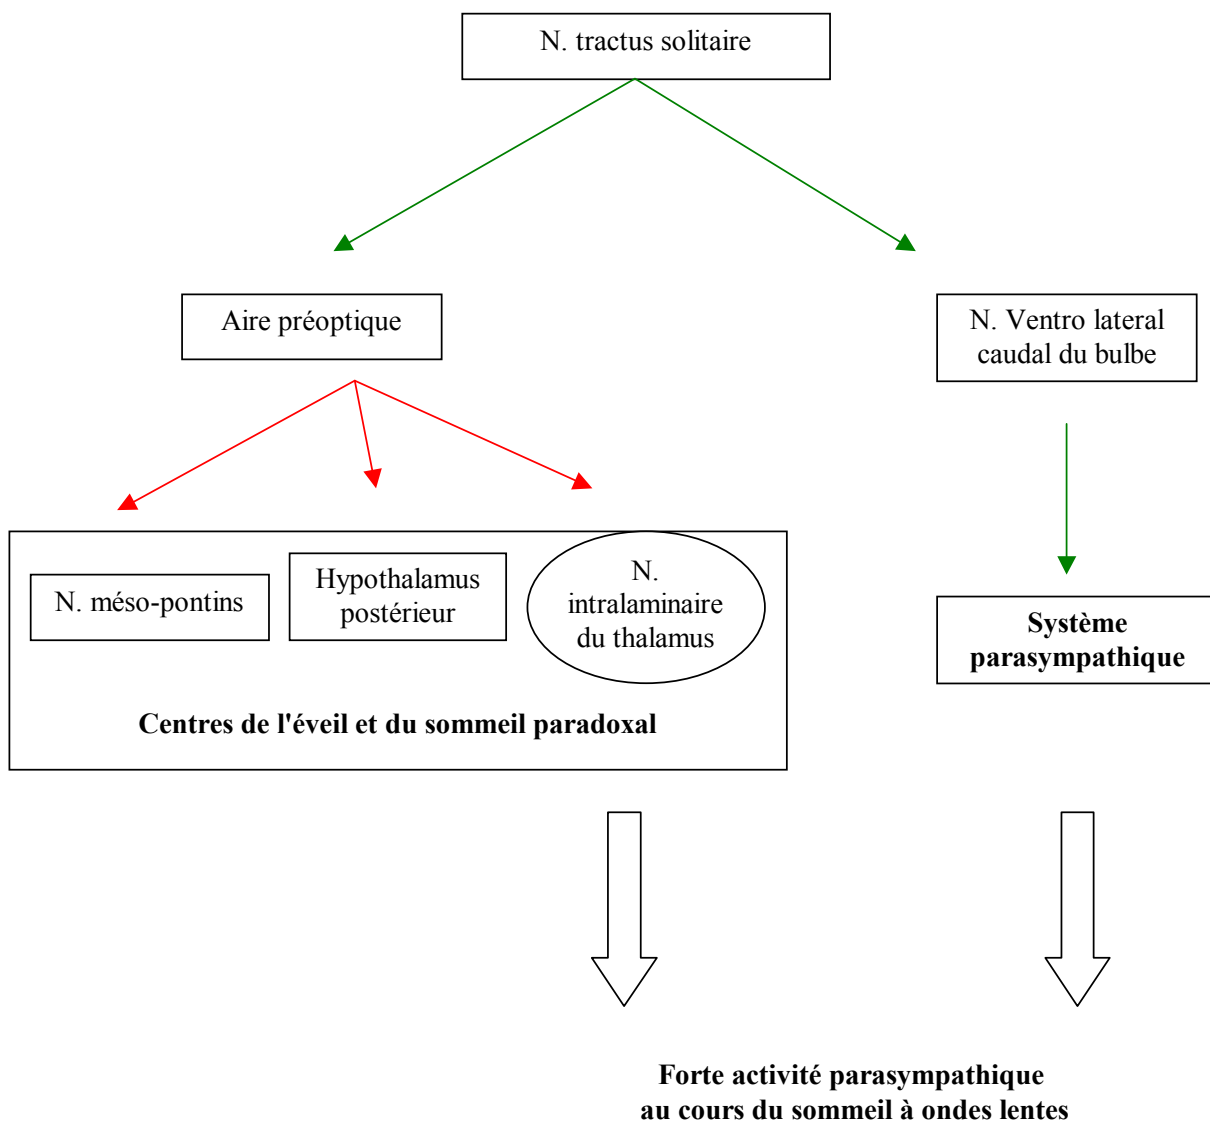 N. tractus solitaire
Aire préoptique
N. Ventro lateral
caudal du bulbe
N. méso-pontins
Hypothalamus
postérieur
N.
intralaminaire
du thalamus
Système
parasympathique
Centres de l'éveil et du sommeil paradoxal
Forte activité parasympathique
au cours du sommeil à ondes lentes